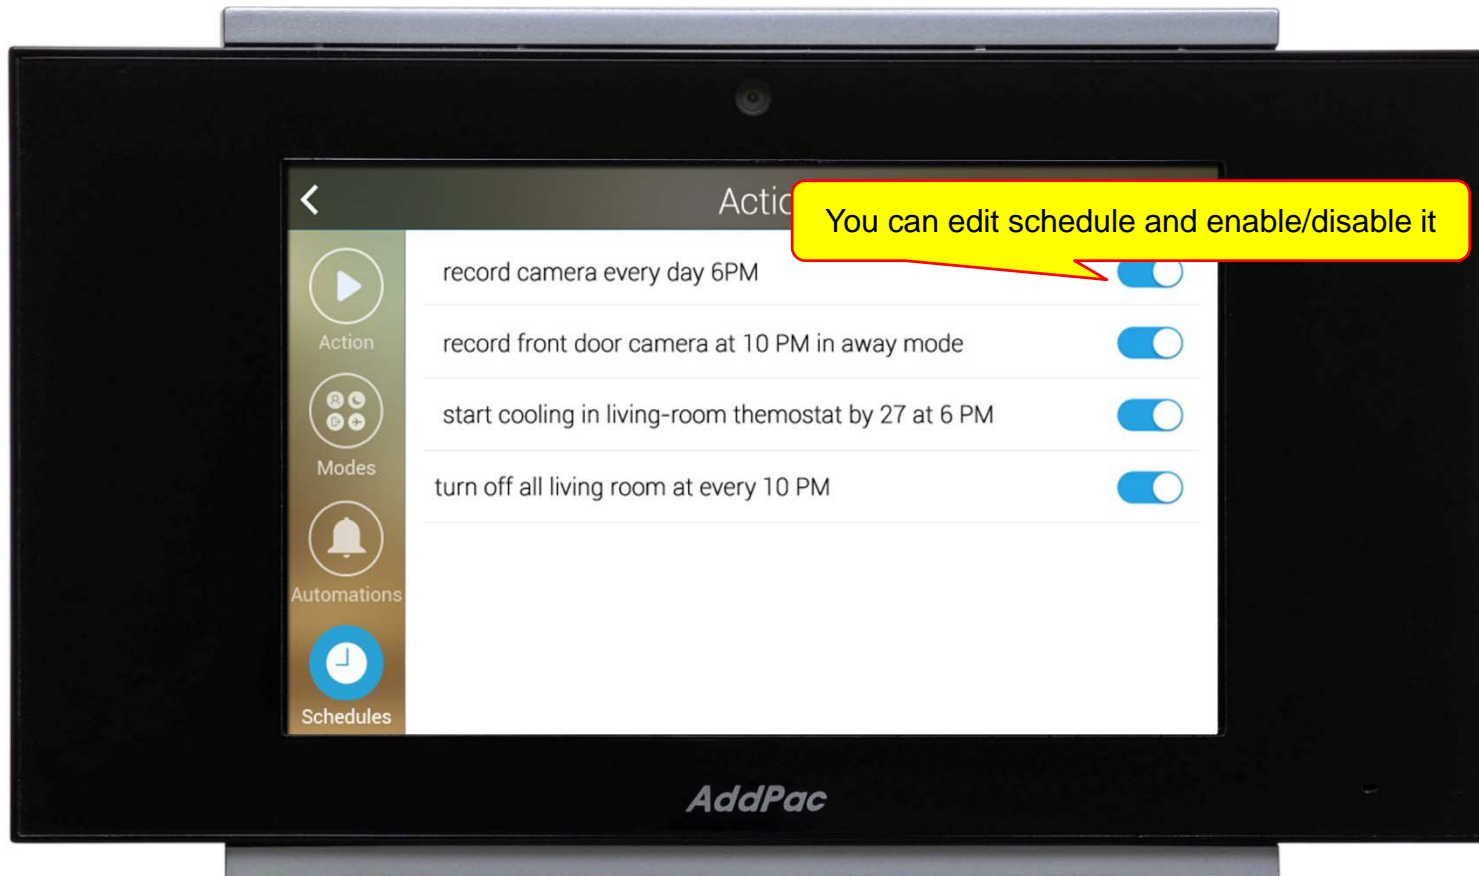 Actio
You can edit schedule and enable/disable it
record camera every day 6PM
Action
record front door camera at 10 PM in away mode
start cooling in living-room themostat by 27 at 6 PM
Modes
turn off all living room at every 10 PM
Automations
Schedules
AddPac